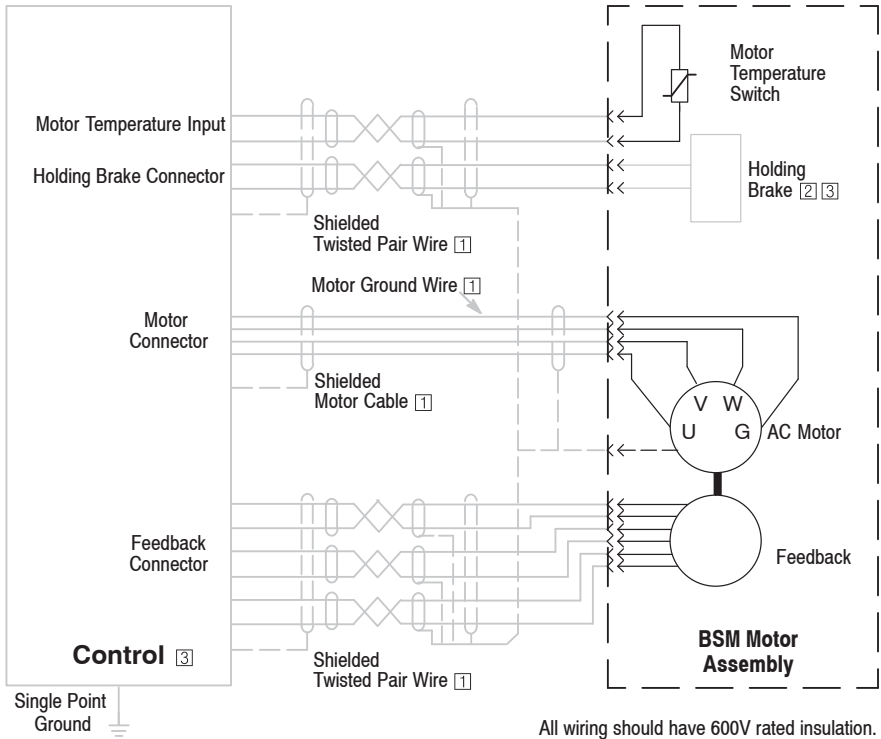 Motor
Temperature
Switch
Motor Temperature Input
Holding Brake Connector
Holding
Brake 2 3
Shielded
Twisted Pair Wire 1
Motor Ground Wire 1
Motor
Connector
Shielded
Motor Cable 1
V W
U G
AC Motor
Feedback
Connector
Feedback
Control 3
Shielded
Twisted Pair Wire 1
BSM Motor
Assembly
Single Point
Ground
All wiring should have 600V rated insulation.